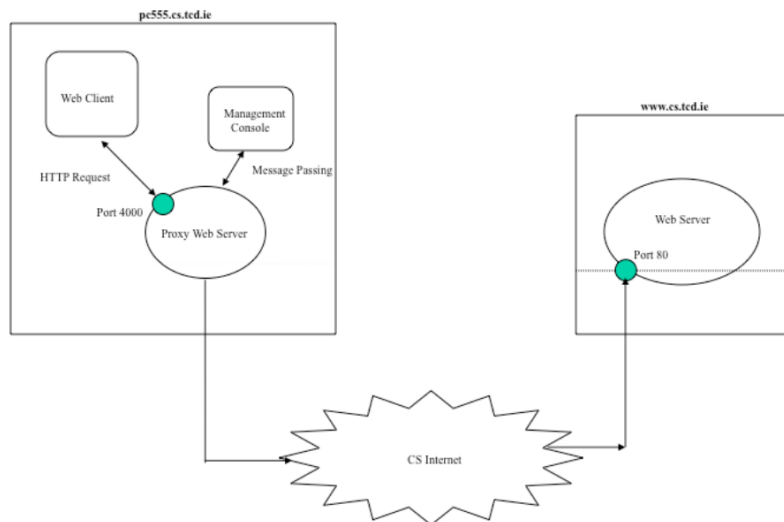 pc555.cs.tcd.ie
Web Client
Management
Console
www.cs.tcd.ie
HTTP Request
Message Passing
Port 4000
Proxy Web Server
Web Server
Port 80
CS Internet